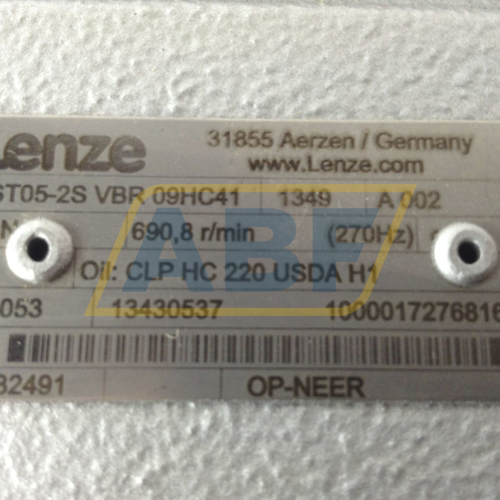 Lenze 31855 Aerzen / Germany
www.Lenze.com
ST05-2S VBR 09HC41 1349 A 002
690,8 r/min (270Hz)
Oil: CLP HC 220 USDA H1
053 13430537 1000017276816
32491 OP-NEER
ABF